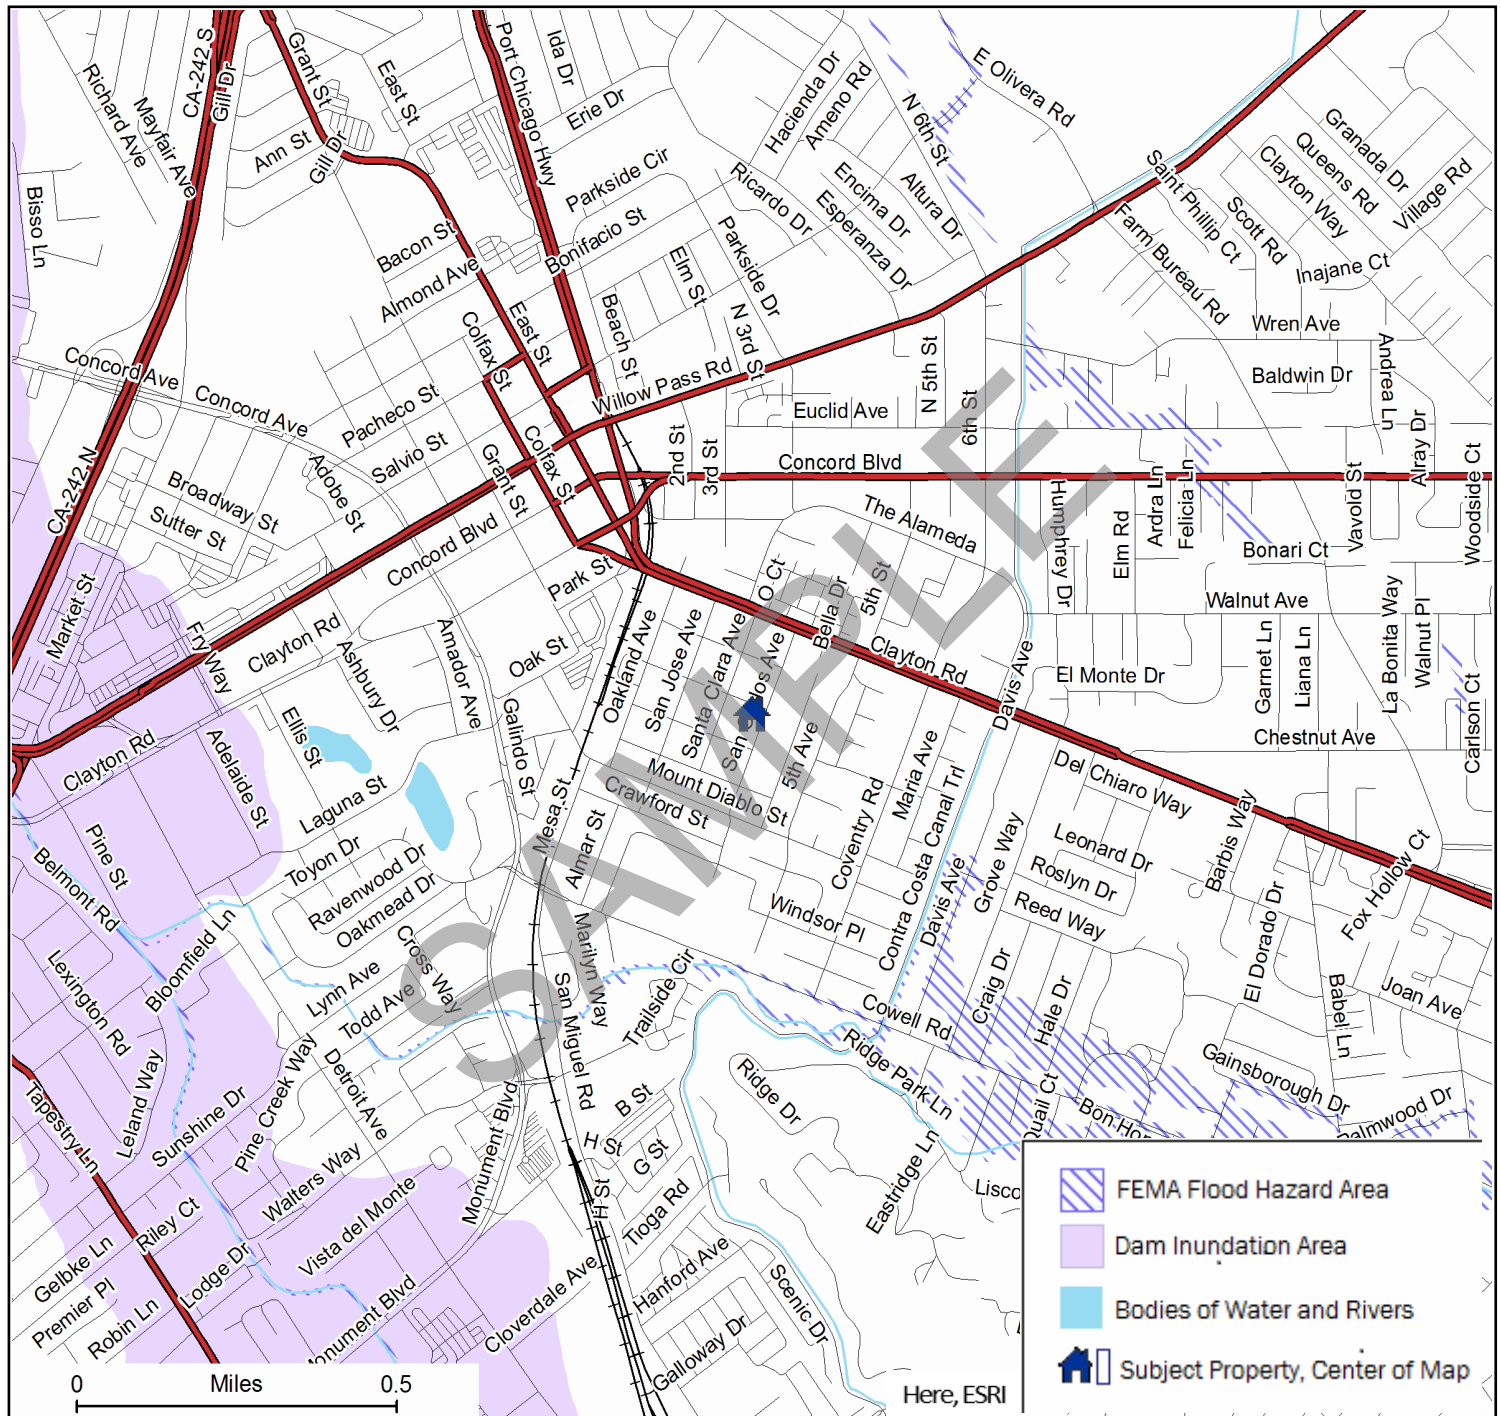 CA-242 S
Gill Dr
Grant St
East St
Port Chicago Hwy
Ida Dr
Erie Dr
Hacienda Dr
Ameno Rd
N 6th St
E Olivera Rd
Richard Ave
Mayfair Ave
Ann St
Gill Dr
Parkside Cir
Ricardo Dr
Encima Dr
Esperanza Dr
Altura Dr
Saint Phillip Ct
Granada Dr
Queens Rd
Clayton Way
Village Rd
Scott Rd
Farm Bureau Rd
Inajane Ct
Bisso Ln
Bacon St
Bonifacio St
Almond Ave
Elm St
Parkside Dr
Beach St
N 3rd St
East St
Colfax St
Wren Ave
Andrea Ln
Baldwin Dr
Concord Ave
Concord Ave
Pacheco St
Salvio St
Willow Pass Rd
Euclid Ave
N 5th St
6th St
Alray Dr
CA-242 N
Adobe St
Broadway St
Sutter St
Grant St
Colfax St
2nd St
3rd St
Concord Blvd
Concord Blvd
The Alameda
Humphrey Dr
Elm Rd
Ardra Ln
Felicia Ln
Vavold St
Woodside Ct
Bonari Ct
Market St
Park St
O Ct
Bella Dr
5th St
Walnut Ave
La Bonita Way
Walnut Pl
Fry Way
Clayton Rd
Ashbury Dr
Amador Ave
Oak St
Oakland Ave
San Jose Ave
Santa Clara Ave
Clayton Rd
Davis Ave
El Monte Dr
Garnet Ln
Liana Ln
Carlson Ct
Chestnut Ave
Clayton Rd
Adelaide St
Ellis St
Laguna St
Galindo St
Mesa St
Almar St
Mount Diablo St
Crawford St
5th Ave
Coventry Rd
Maria Ave
Contra Costa Canal Trl
Davis Ave
Grove Way
Del Chiaro Way
Leonard Dr
Roslyn Dr
Reed Way
Barbis Way
El Dorado Dr
Fox Hollow Ct
Pine St
Belmont Rd
Toyon Dr
Ravenwood Dr
Oakmead Dr
Windsor Pl
Bloomfield Ln
Lexington Rd
Lynn Ave
Cross Way
Todd Ave
Marilyn Way
San Miguel Rd
Trailside Cir
Cowell Rd
Craig Dr
Hale Dr
Babel Ln
Joan Ave
Leland Way
Pine Creek Way
Detroit Ave
Ridge Park Ln
Ridge Dr
Gainsborough Dr
Palmwood Dr
Tapestry Ln
Sunshine Dr
Monument Blvd
B St
H St
G St
H St
Quail Ct
Bon Hom
Eastridge Ln
Lisco
Walters Way
Vista del Monte
Tioga Rd
Riley Ct
Gelbke Ln
Premier Pl
Robin Ln
Lodge Dr
Monument Blvd
Cloverdale Ave
Hanford Ave
Galloway Dr
Scenic Dr
SAMPLE
FEMA Flood Hazard Area
Dam Inundation Area
Bodies of Water and Rivers
Subject Property, Center of Map
0 Miles 0.5
Here, ESRI